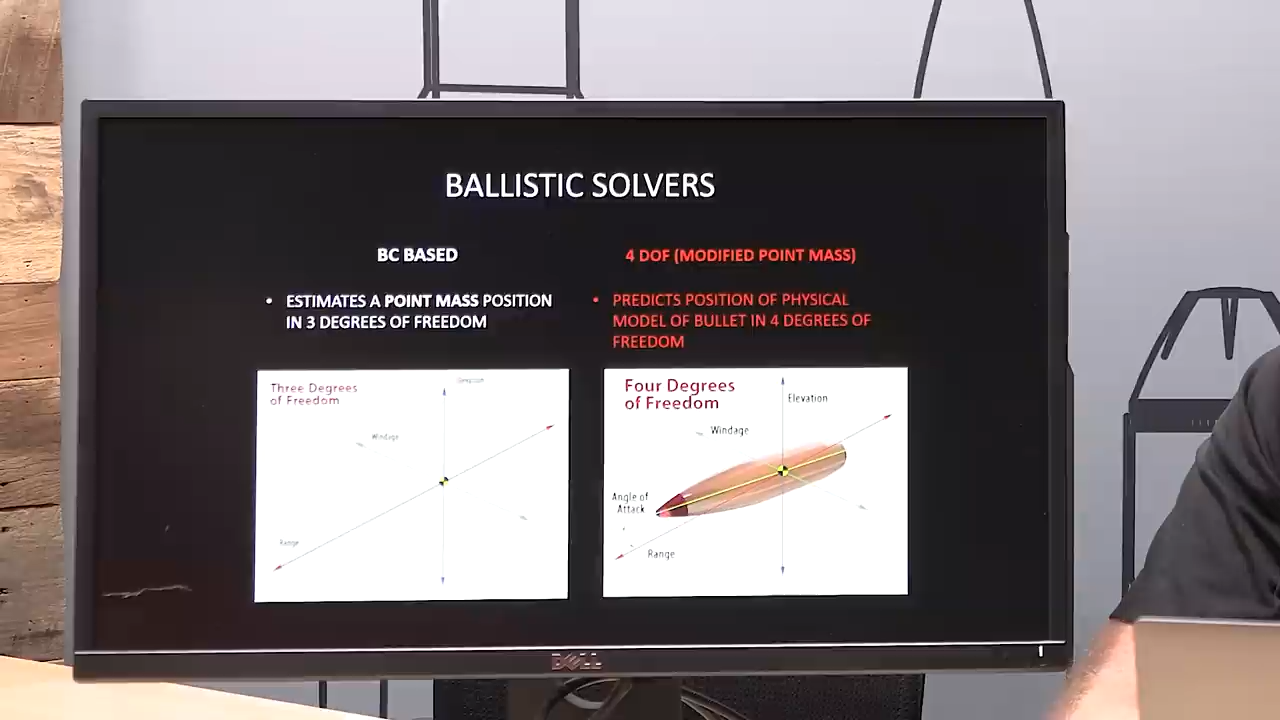 BALLISTIC SOLVERS
BC BASED
• ESTIMATES A POINT MASS POSITION
IN 3 DEGREES OF FREEDOM
Three Degrees
of Freedom
Windage
Range
4 DOF (MODIFIED POINT MASS)
• PREDICTS POSITION OF PHYSICAL
MODEL OF BULLET IN 4 DEGREES OF
FREEDOM
Four Degrees
of Freedom
Elevation
Windage
Angle of
Attack
Range
DELL